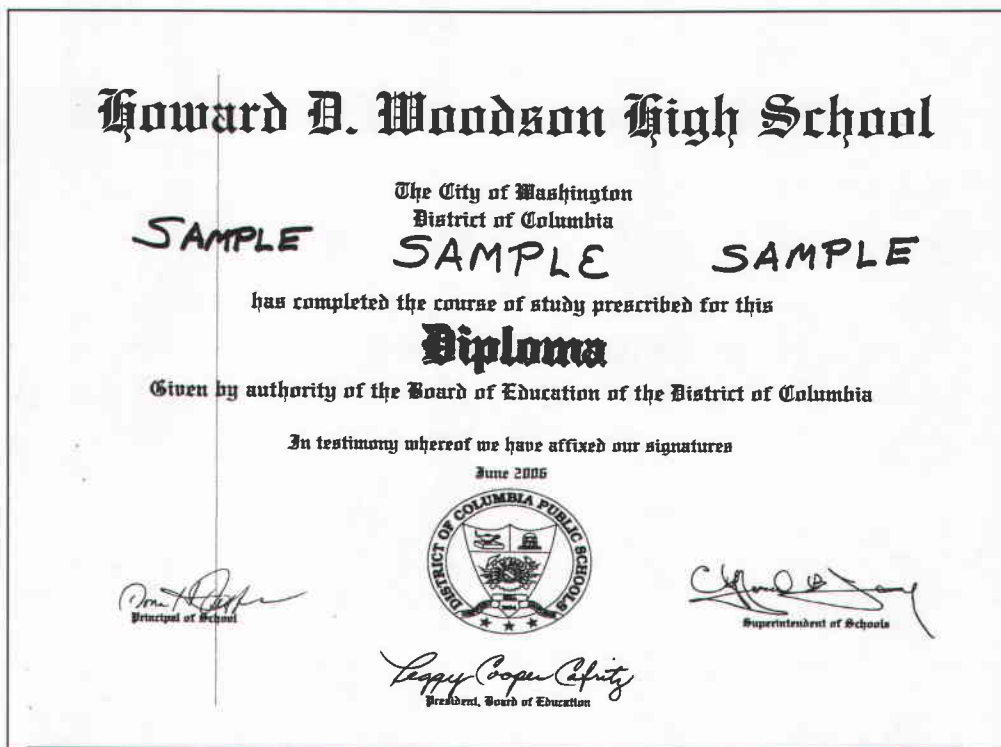 Howard D. Woodson High School
The City of Washington
District of Columbia
SAMPLE SAMPLE SAMPLE
has completed the course of study prescribed for this
Diploma
Given by authority of the Board of Education of the District of Columbia
In testimony whereof we have affixed our signatures
June 2006
DISTRICT OF COLUMBIA PUBLIC SCHOOLS
Principal of School
Superintendent of Schools
Peggy Cooper Cafritz
President, Board of Education